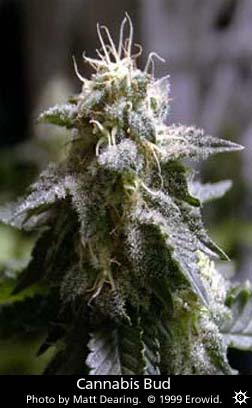 Cannabis Bud
Photo by Matt Dearing. © 1999 Erowid.